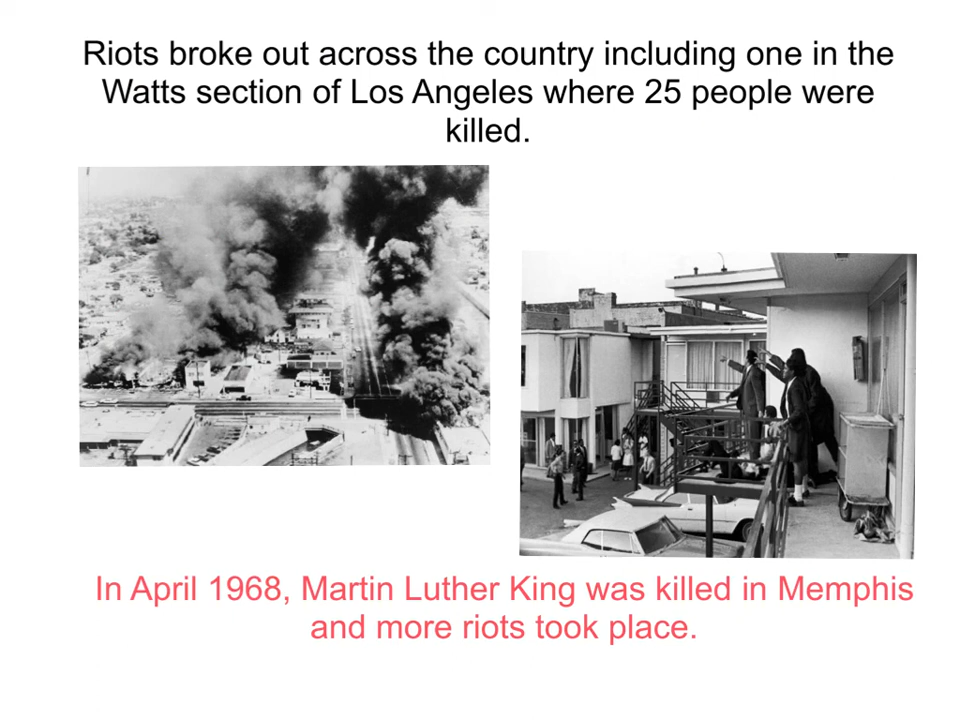 Riots broke out across the country including one in the
Watts section of Los Angeles where 25 people were
killed.
In April 1968, Martin Luther King was killed in Memphis
and more riots took place.